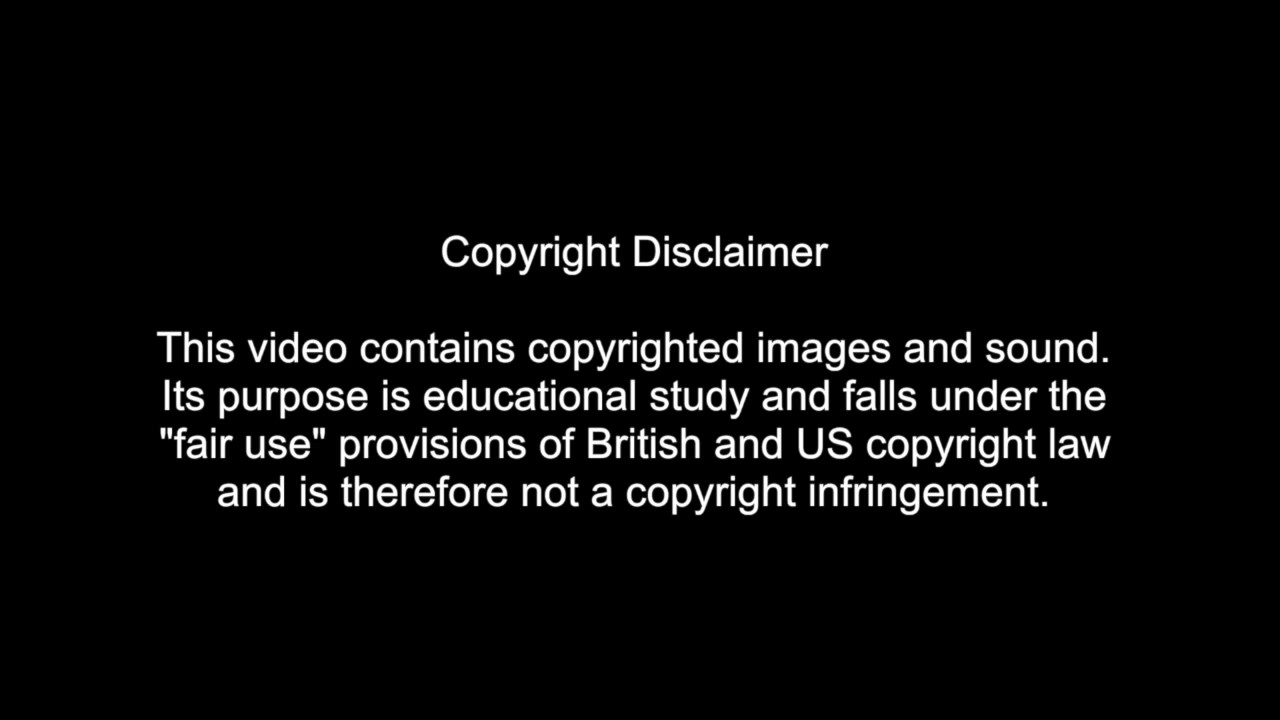 Copyright Disclaimer
This video contains copyrighted images and sound.
Its purpose is educational study and falls under the
"fair use" provisions of British and US copyright law
and is therefore not a copyright infringement.